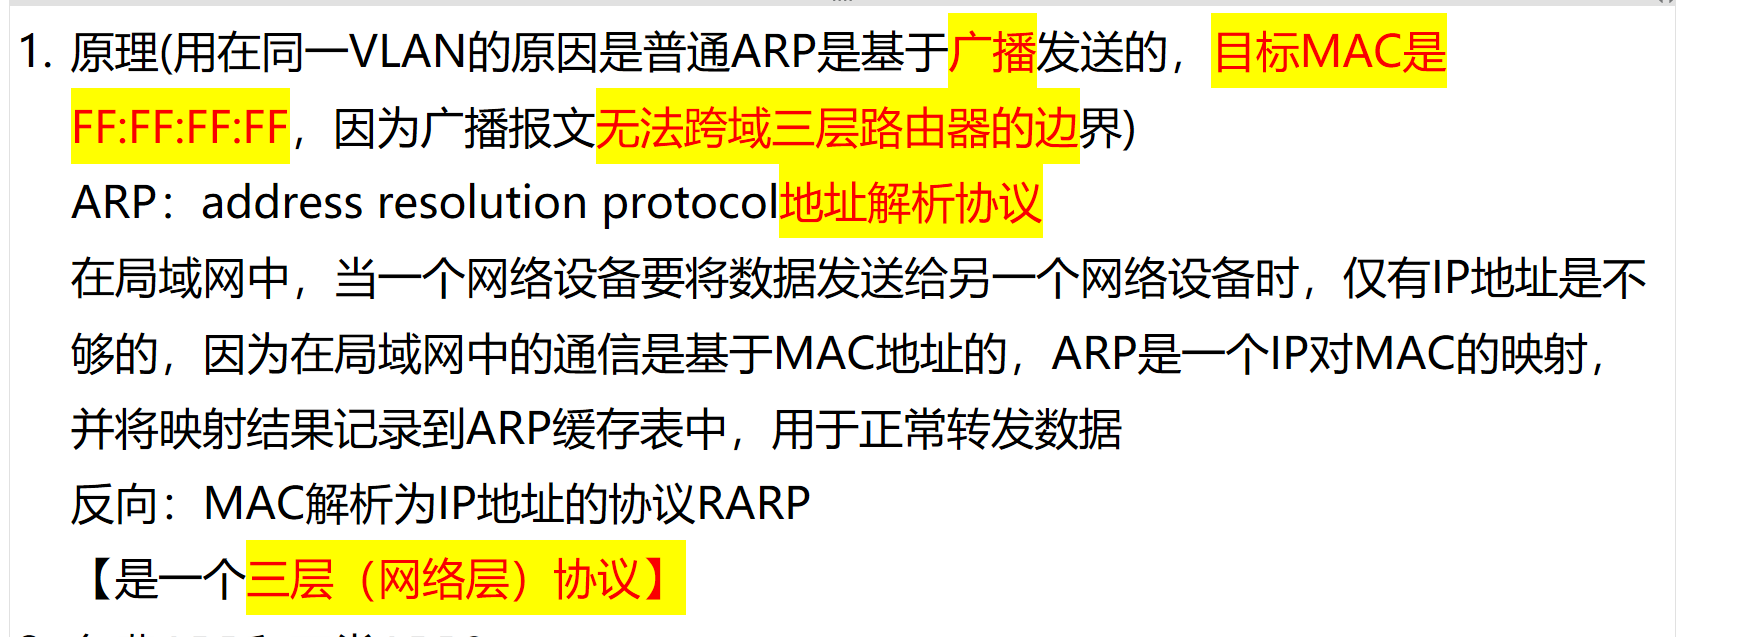 1. 原理(用在同一VLAN的原因是普通ARP是基于广播发送的，目标MAC是
FF:FF:FF:FF，因为广播报文无法跨域三层路由器的边界)
ARP：address resolution protocol地址解析协议
在局域网中，当一个网络设备要将数据发送给另一个网络设备时，仅有IP地址是不
够的，因为在局域网中的通信是基于MAC地址的，ARP是一个IP对MAC的映射，
并将映射结果记录到ARP缓存表中，用于正常转发数据
反向：MAC解析为IP地址的协议RARP
【是一个三层（网络层）协议】